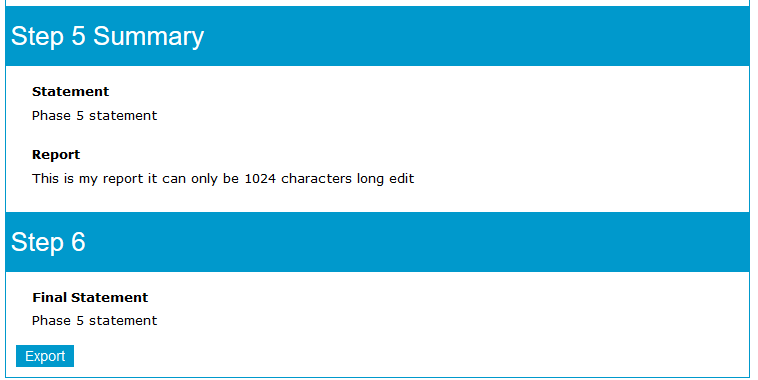 Step 5 Summary
Statement
Phase 5 statement
Report
This is my report it can only be 1024 characters long edit
Step 6
Final Statement
Phase 5 statement
Export